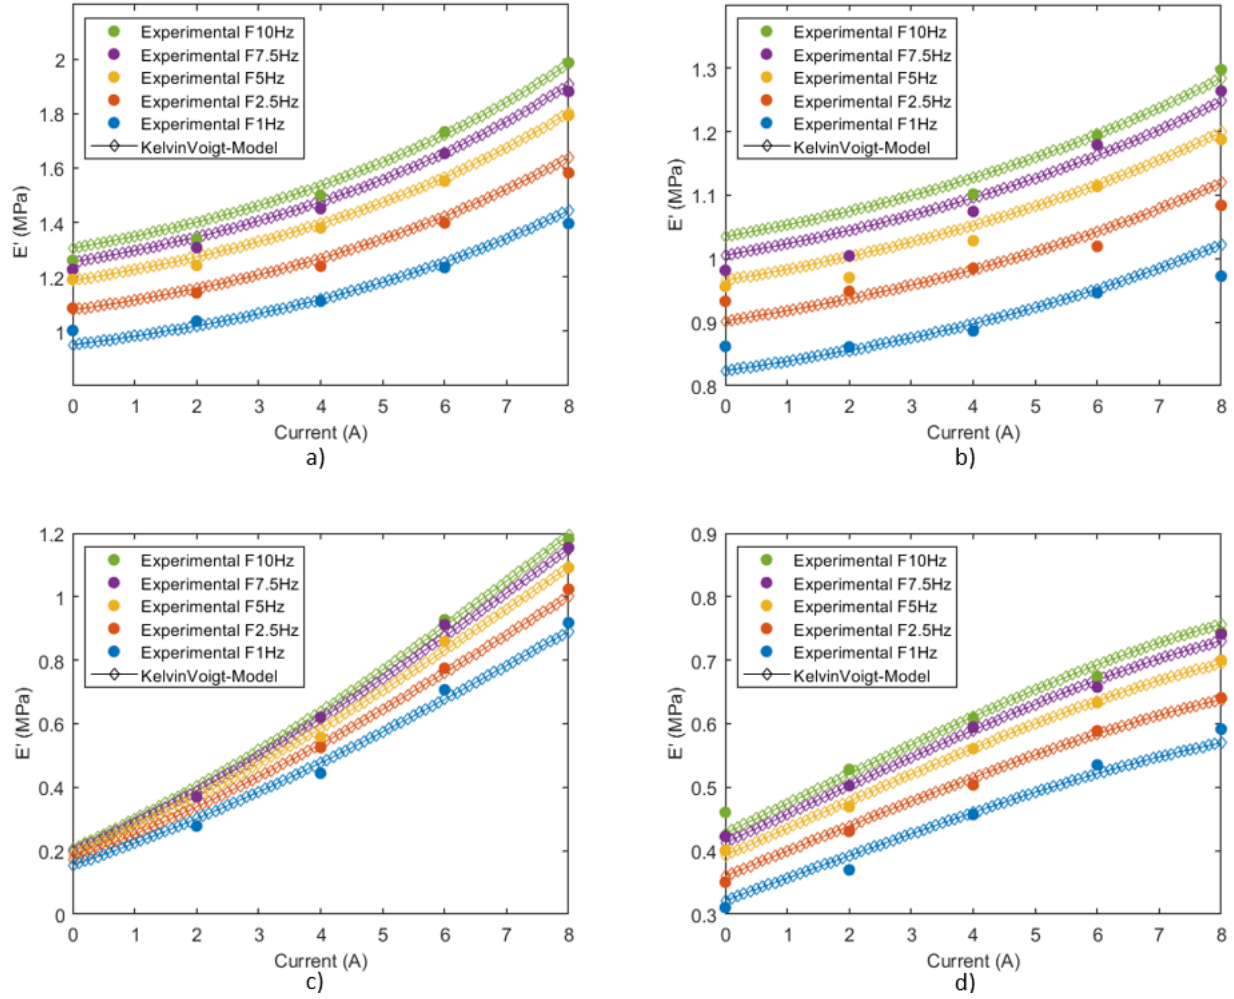 2
1.8
1.6
1.4
1.2
1
E' (MPa)
Experimental F10Hz
Experimental F7.5Hz
Experimental F5Hz
Experimental F2.5Hz
Experimental F1Hz
KelvinVoigt-Model
0 1 2 3 4 5 6 7 8
Current (A)
a)
1.3
1.2
1.1
1
0.9
0.8
E' (MPa)
Experimental F10Hz
Experimental F7.5Hz
Experimental F5Hz
Experimental F2.5Hz
Experimental F1Hz
KelvinVoigt-Model
0 1 2 3 4 5 6 7 8
Current (A)
b)
1.2
1
0.8
0.6
0.4
0.2
0
E' (MPa)
Experimental F10Hz
Experimental F7.5Hz
Experimental F5Hz
Experimental F2.5Hz
Experimental F1Hz
KelvinVoigt-Model
0 1 2 3 4 5 6 7 8
Current (A)
c)
0.9
0.8
0.7
0.6
0.5
0.4
0.3
E' (MPa)
Experimental F10Hz
Experimental F7.5Hz
Experimental F5Hz
Experimental F2.5Hz
Experimental F1Hz
KelvinVoigt-Model
0 1 2 3 4 5 6 7 8
Current (A)
d)